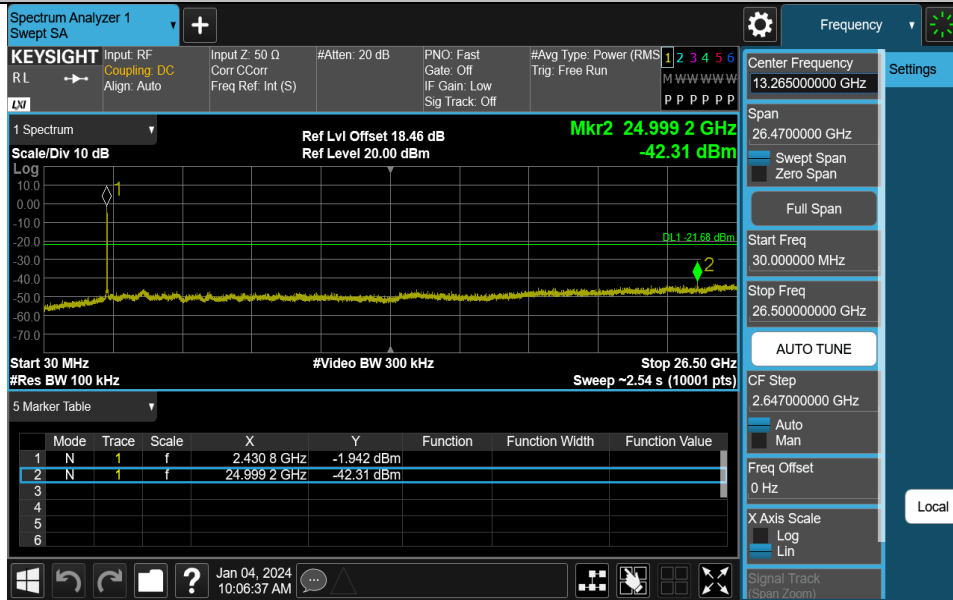 Spectrum Analyzer 1
Swept SA
+
Frequency
KEYSIGHT
RL
LXI
Input: RF
Coupling: DC
Align: Auto
Input Z: 50 Ω
Corr CCorr
Freq Ref: Int (S)
#Atten: 20 dB
PNO: Fast
Gate: Off
IF Gain: Low
Sig Track: Off
#Avg Type: Power (RMS
Trig: Free Run
1 2 3 4 5 6
M W W W W W
P P P P P P
1 Spectrum
Scale/Div 10 dB
Ref Lvl Offset 18.46 dB
Ref Level 20.00 dBm
Mkr2 24.999 2 GHz
-42.31 dBm
Log
10.0
0.00
-10.0
-20.0
-30.0
-40.0
-50.0
-60.0
-70.0
1
DL1 -21.68 dBm
2
Start 30 MHz
#Res BW 100 kHz
#Video BW 300 kHz
Stop 26.50 GHz
Sweep ~2.54 s (10001 pts)
5 Marker Table
Mode Trace Scale X Y Function Function Width Function Value
1 N 1 f 2.430 8 GHz -1.942 dBm
2 N 1 f 24.999 2 GHz -42.31 dBm
3
4
5
6
Jan 04, 2024
10:06:37 AM
?
Center Frequency
13.265000000 GHz
Span
26.4700000 GHz
Swept Span
Zero Span
Full Span
Start Freq
30.000000 MHz
Stop Freq
26.500000000 GHz
AUTO TUNE
CF Step
2.647000000 GHz
Auto
Man
Freq Offset
0 Hz
X Axis Scale
Log
Lin
Signal Track
(Span Zoom)
Settings
Local